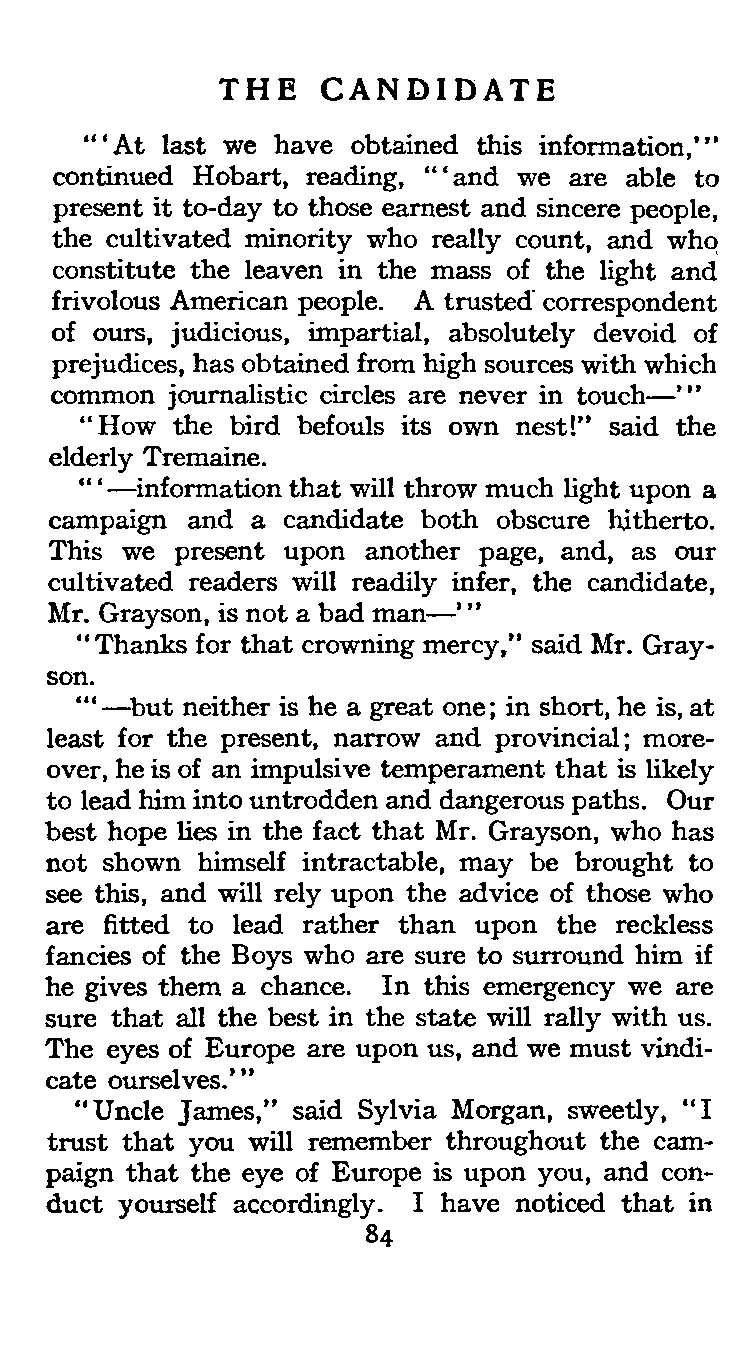 THE CANDIDATE
"'At last we have obtained this information,'"
continued Hobart, reading, "'and we are able to
present it to-day to those earnest and sincere people,
the cultivated minority who really count, and who
constitute the leaven in the mass of the light and
frivolous American people. A trusted correspondent
of ours, judicious, impartial, absolutely devoid of
prejudices, has obtained from high sources with which
common journalistic circles are never in touch—'"
"How the bird befouls its own nest!" said the
elderly Tremaine.
"'—information that will throw much light upon a
campaign and a candidate both obscure hitherto.
This we present upon another page, and, as our
cultivated readers will readily infer, the candidate,
Mr. Grayson, is not a bad man—'"
"Thanks for that crowning mercy," said Mr. Gray-
son.
"'—but neither is he a great one; in short, he is, at
least for the present, narrow and provincial; more-
over, he is of an impulsive temperament that is likely
to lead him into untrodden and dangerous paths. Our
best hope lies in the fact that Mr. Grayson, who has
not shown himself intractable, may be brought to
see this, and will rely upon the advice of those who
are fitted to lead rather than upon the reckless
fancies of the Boys who are sure to surround him if
he gives them a chance. In this emergency we are
sure that all the best in the state will rally with us.
The eyes of Europe are upon us, and we must vindi-
cate ourselves.'"
"Uncle James," said Sylvia Morgan, sweetly, "I
trust that you will remember throughout the cam-
paign that the eye of Europe is upon you, and con-
duct yourself accordingly. I have noticed that in
84